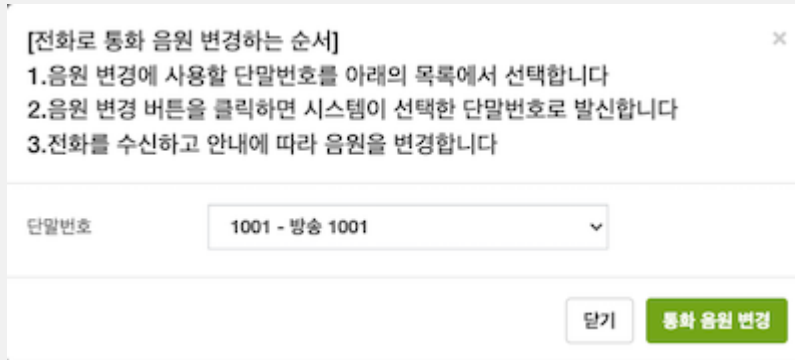 [전화로 통화 음원 변경하는 순서]
×
1.음원 변경에 사용할 단말번호를 아래의 목록에서 선택합니다
2.음원 변경 버튼을 클릭하면 시스템이 선택한 단말번호로 발신합니다
3.전화를 수신하고 안내에 따라 음원을 변경합니다
단말번호
1001 - 방송 1001
닫기
통화 음원 변경